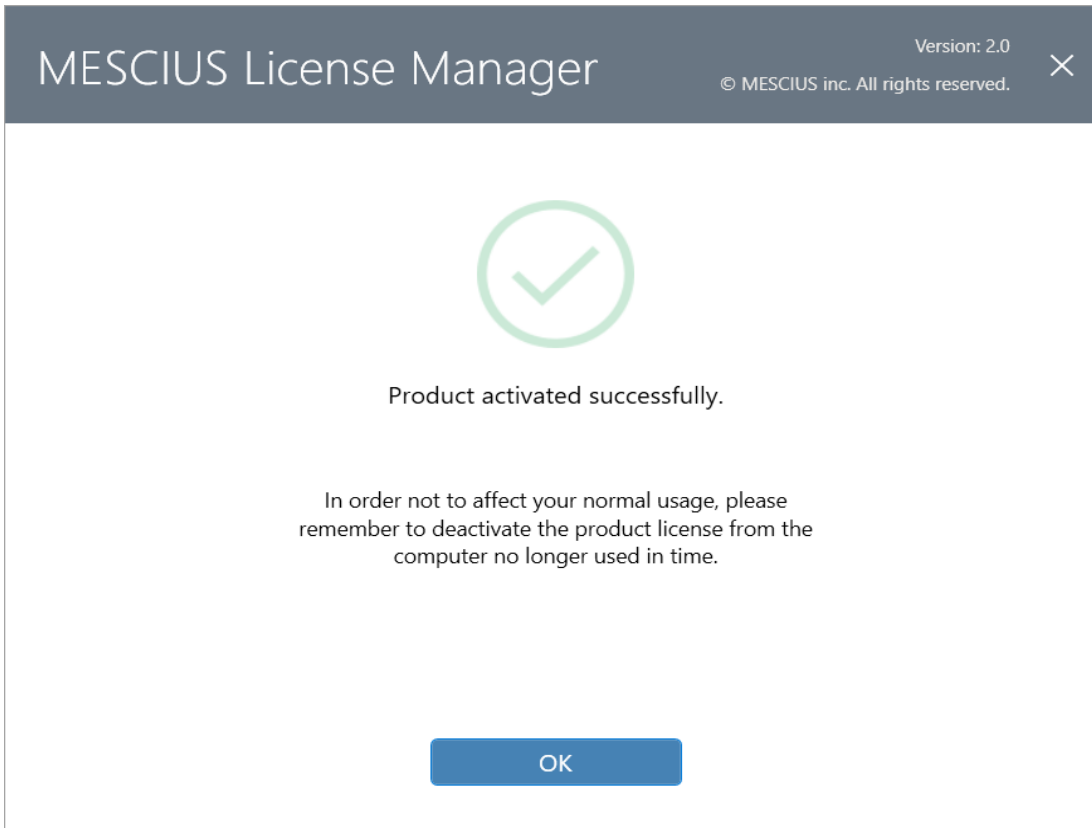 MESCIUS License Manager
Version: 2.0
© MESCIUS inc. All rights reserved.
Product activated successfully.
In order not to affect your normal usage, please
remember to deactivate the product license from the
computer no longer used in time.
OK